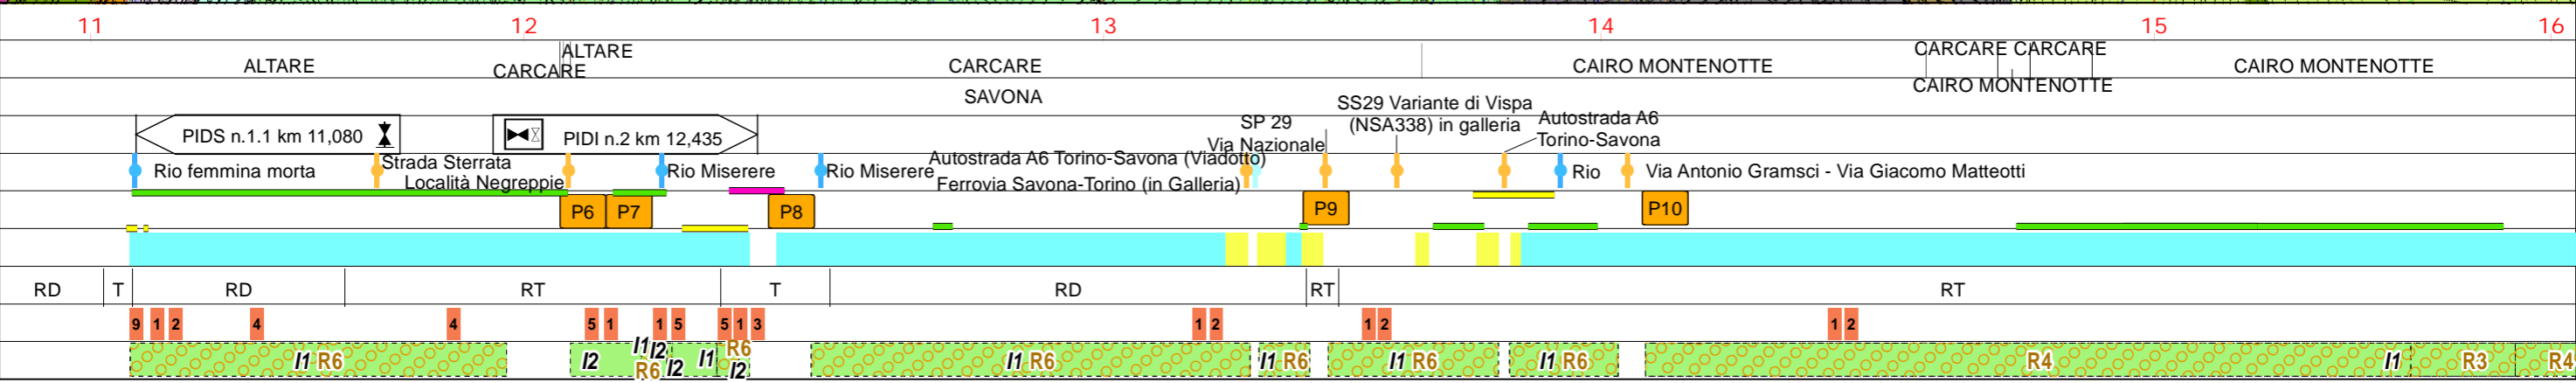 11 12 13 14 15 16
ALTARE CARCARE ALTARE CARCARE CAIRO MONTENOTTE CARCARE CARCARE CAIRO MONTENOTTE CAIRO MONTENOTTE
SAVONA
PIDS n.1.1 km 11,080 PIDI n.2 km 12,435
SP 29
Via Nazionale
SS29 Variante di Vispa
(NSA338) in galleria
Autostrada A6
Torino-Savona
Rio femmina morta
Strada Sterrata
Località Negreppie
Rio Miserere
Rio Miserere
Autostrada A6 Torino-Savona (Viadotto)
Ferrovia Savona-Torino (in Galleria)
Rio
Via Antonio Gramsci - Via Giacomo Matteotti
P6 P7 P8 P9 P10
RD T RD RT T RD RT RT
9 1 2 4 4 5 1 1 5 5 1 3 1 2 1 2 1 2
I1 R6 I2 I1 R6 I2 I2 I1 R6 I2 I1 R6 I1 R6 I1 R6 I1 R6 R4 I1 R3 R4